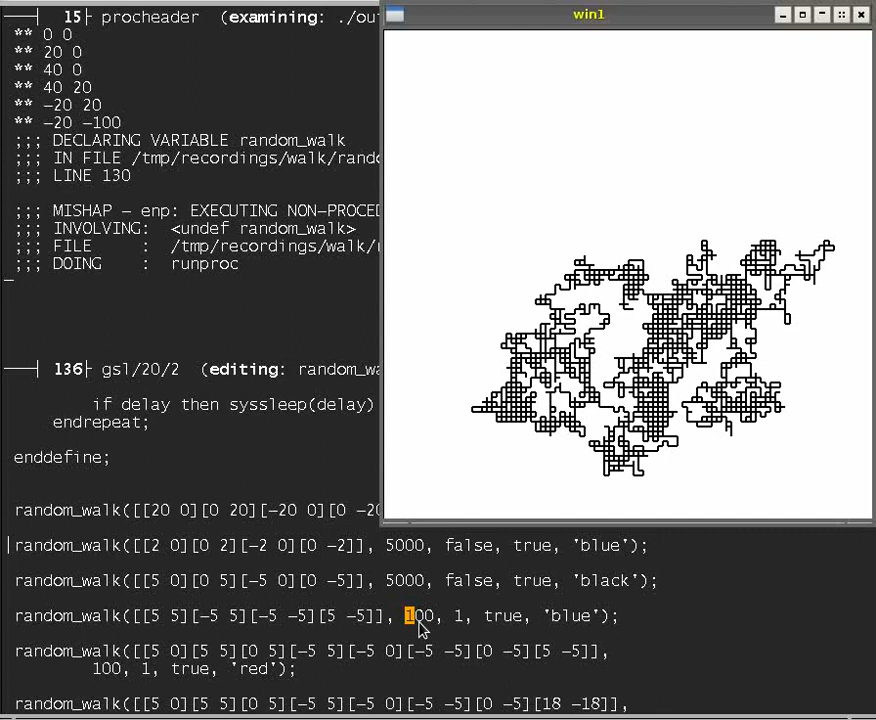 15 procheader (examining: ./ou
** 0 0
** 20 0
** 40 0
** 40 20
** -20 20
** -20 -100
;;; DECLARING VARIABLE random_walk
;;; IN FILE /tmp/recordings/walk/rando
;;; LINE 130
;;; MISHAP - enp: EXECUTING NON-PROCED
;;; INVOLVING: <undef random_walk>
;;; FILE : /tmp/recordings/walk/
;;; DOING : runproc
win1
136 gsl/20/2 (editing: random_wa
if delay then syssleep(delay)
endrepeat;
enddefine;
random_walk([[20 0][0 20][-20 0][0 -20
random_walk([[2 0][0 2][-2 0][0 -2]], 5000, false, true, 'blue');
random_walk([[5 0][0 5][-5 0][0 -5]], 5000, false, true, 'black');
random_walk([[5 5][-5 5][-5 -5][5 -5]], 100, 1, true, 'blue');
random_walk([[5 0][5 5][0 5][-5 5][-5 0][-5 -5][0 -5][5 -5]],
100, 1, true, 'red');
random_walk([[5 0][5 5][0 5][-5 5][-5 0][-5 -5][0 -5][18 -18]],